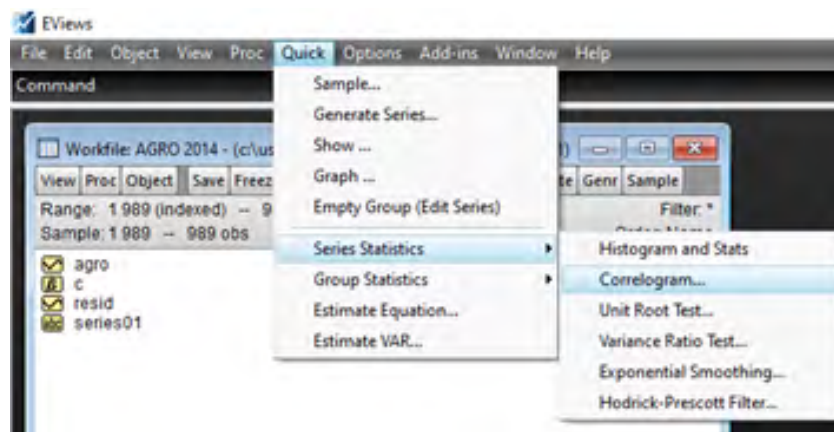 EViews
File Edit Object View Proc Quick Options Add-ins Window Help
Command
Sample...
Generate Series...
Show ...
Graph ...
Empty Group (Edit Series)
Series Statistics
Group Statistics
Estimate Equation...
Estimate VAR...
Histogram and Stats
Correlogram...
Unit Root Test...
Variance Ratio Test...
Exponential Smoothing...
Hodrick-Prescott Filter...
Workfile: AGRO 2014 - (c:\us
View Proc Object Save Freez
te Genr Sample
Range: 1 989 (indexed) -- 9
Filter: *
Sample: 1 989 -- 989 obs
agro
c
resid
series01